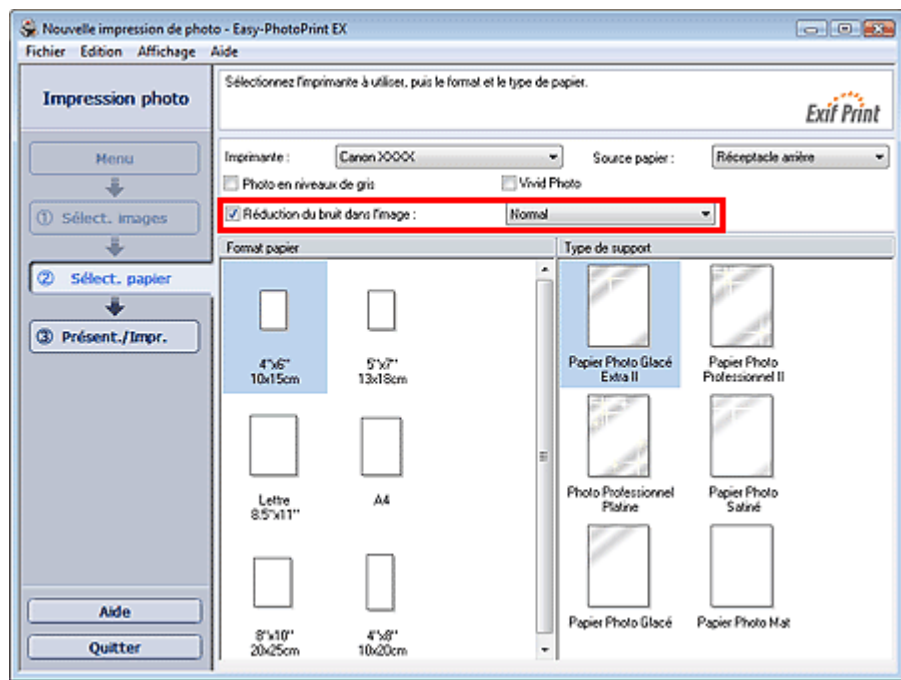 Nouvelle impression de photo - Easy-PhotoPrint EX
Fichier Edition Affichage Aide
Impression photo
Sélectionnez l'imprimante à utiliser, puis le format et le type de papier.
Exif Print
Menu
① Sélect. images
② Sélect. papier
③ Présent./Impr.
Aide
Quitter
Imprimante : Canon XXXX Source papier : Réceptacle arrière
Photo en niveaux de gris Vivid Photo
Réduction du bruit dans l'image : Normal
Format papier
4"x6"
10x15cm
5"x7"
13x18cm
Lettre
8.5"x11"
A4
8"x10"
20x25cm
4"x8"
10x20cm
Type de support
Papier Photo Glacé
Extra II
Papier Photo
Professionnel II
Photo Professionnel
Platine
Papier Photo
Satiné
Papier Photo Glacé
Papier Photo Mat